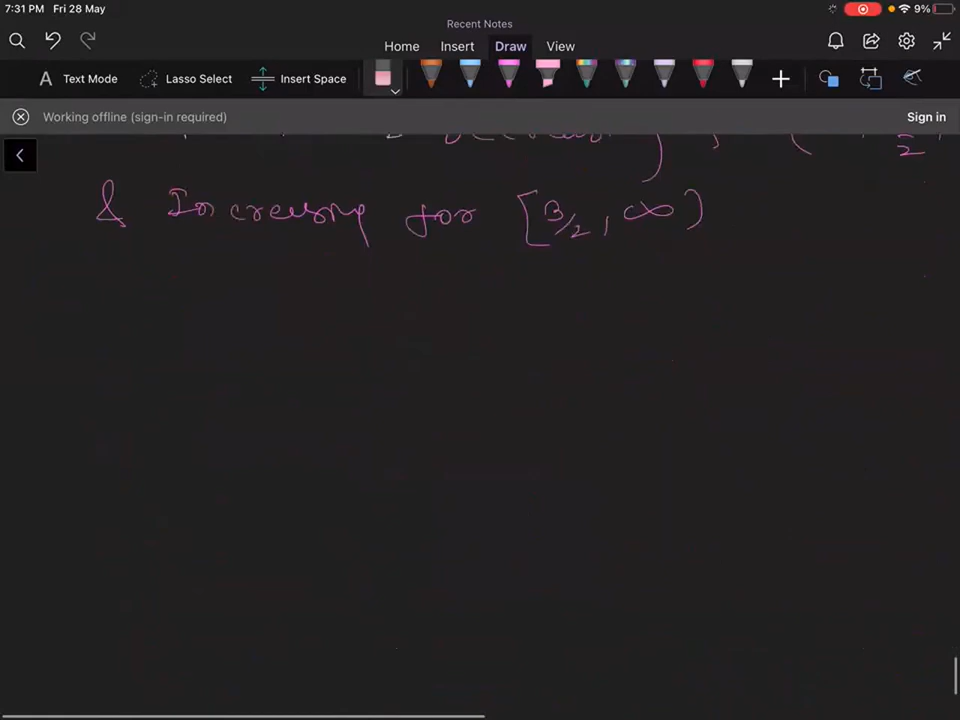 7:31 PM Fri 28 May 9%
Recent Notes
Home Insert Draw View
A Text Mode Lasso Select Insert Space
Working offline (sign-in required) Sign in
& Increasing for [3/2, ∞)